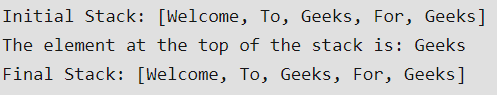 Initial Stack: [Welcome, To, Geeks, For, Geeks]
The element at the top of the stack is: Geeks
Final Stack: [Welcome, To, Geeks, For, Geeks]